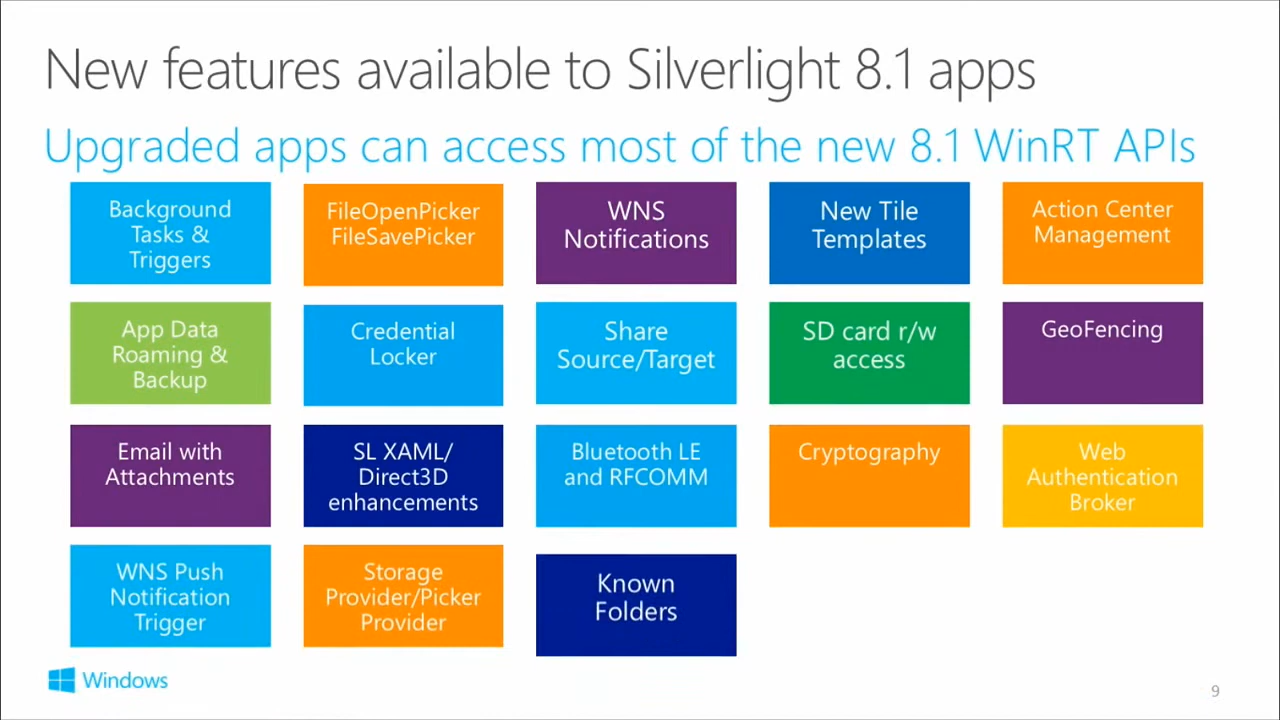 New features available to Silverlight 8.1 apps
Upgraded apps can access most of the new 8.1 WinRT APIs
Background
Tasks &
Triggers
FileOpenPicker
FileSavePicker
WNS
Notifications
New Tile
Templates
Action Center
Management
App Data
Roaming &
Backup
Credential
Locker
Share
Source/Target
SD card r/w
access
GeoFencing
Email with
Attachments
SL XAML/
Direct3D
enhancements
Bluetooth LE
and RFCOMM
Cryptography
Web
Authentication
Broker
WNS Push
Notification
Trigger
Storage
Provider/Picker
Provider
Known
Folders
Windows
9